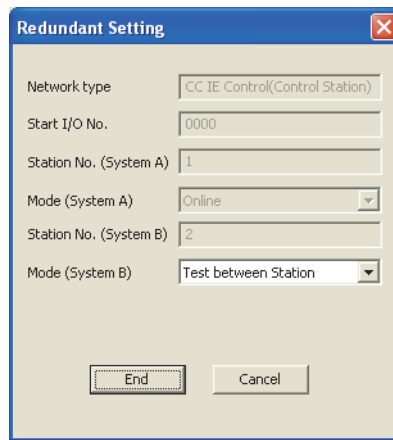 Redundant Setting
Network type CC IE Control(Control Station)
Start I/O No. 0000
Station No. (System A) 1
Mode (System A) Online
Station No. (System B) 2
Mode (System B) Test between Station
End Cancel